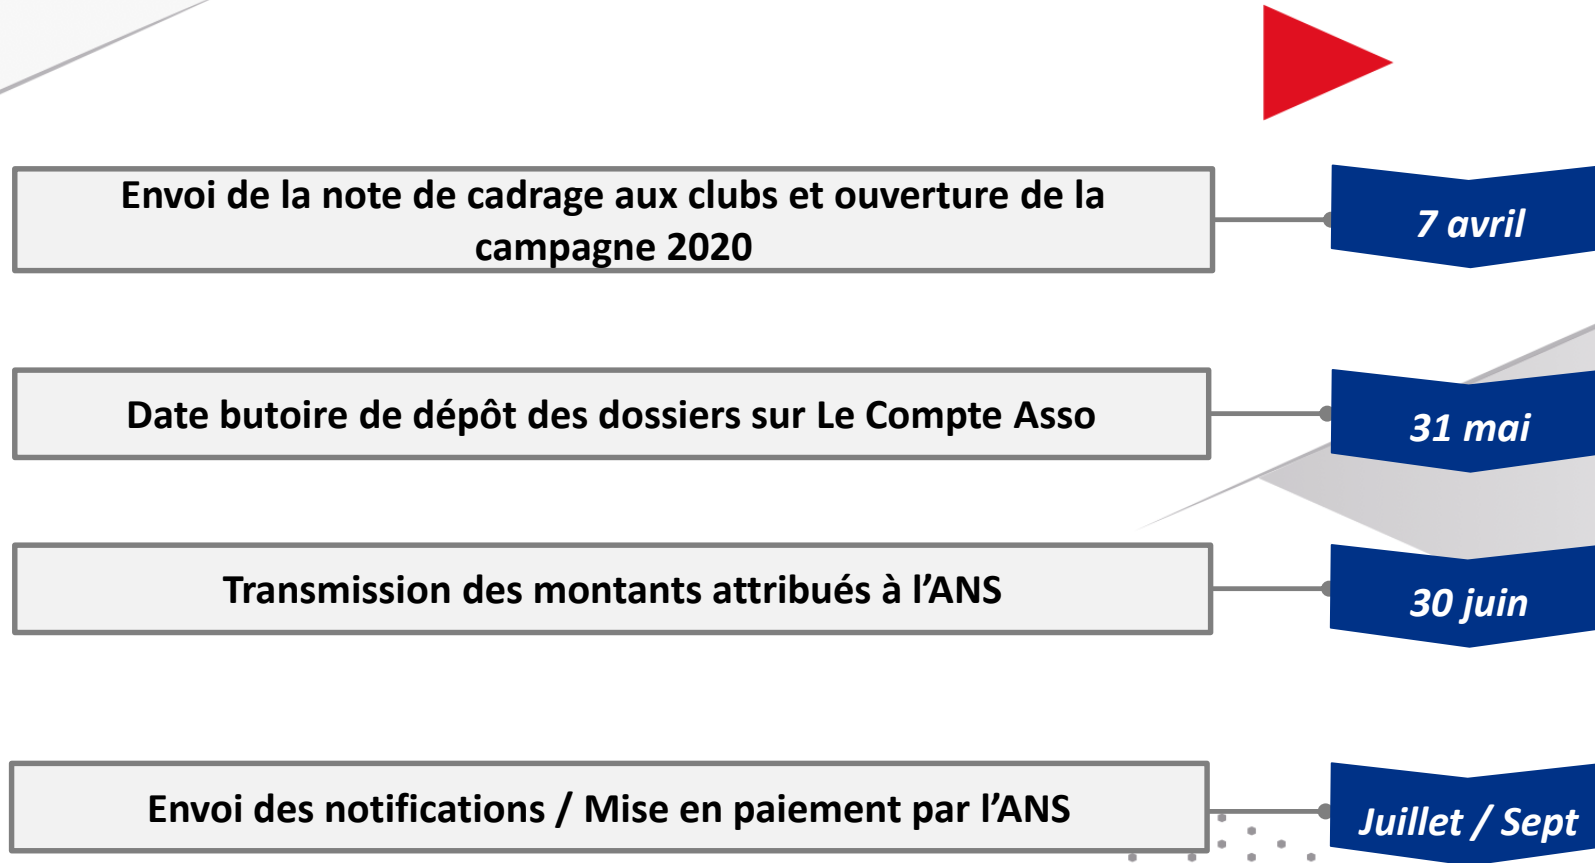 Envoi de la note de cadrage aux clubs et ouverture de la
campagne 2020
7 avril
Date butoire de dépôt des dossiers sur Le Compte Asso
31 mai
Transmission des montants attribués à l’ANS
30 juin
Envoi des notifications / Mise en paiement par l’ANS
Juillet / Sept